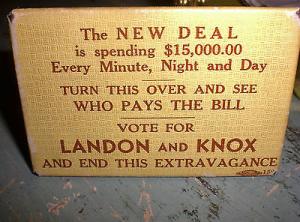 The NEW DEAL
is spending $15,000.00
Every Minute, Night and Day
TURN THIS OVER AND SEE
WHO PAYS THE BILL
VOTE FOR
LANDON AND KNOX
AND END THIS EXTRAVAGANCE